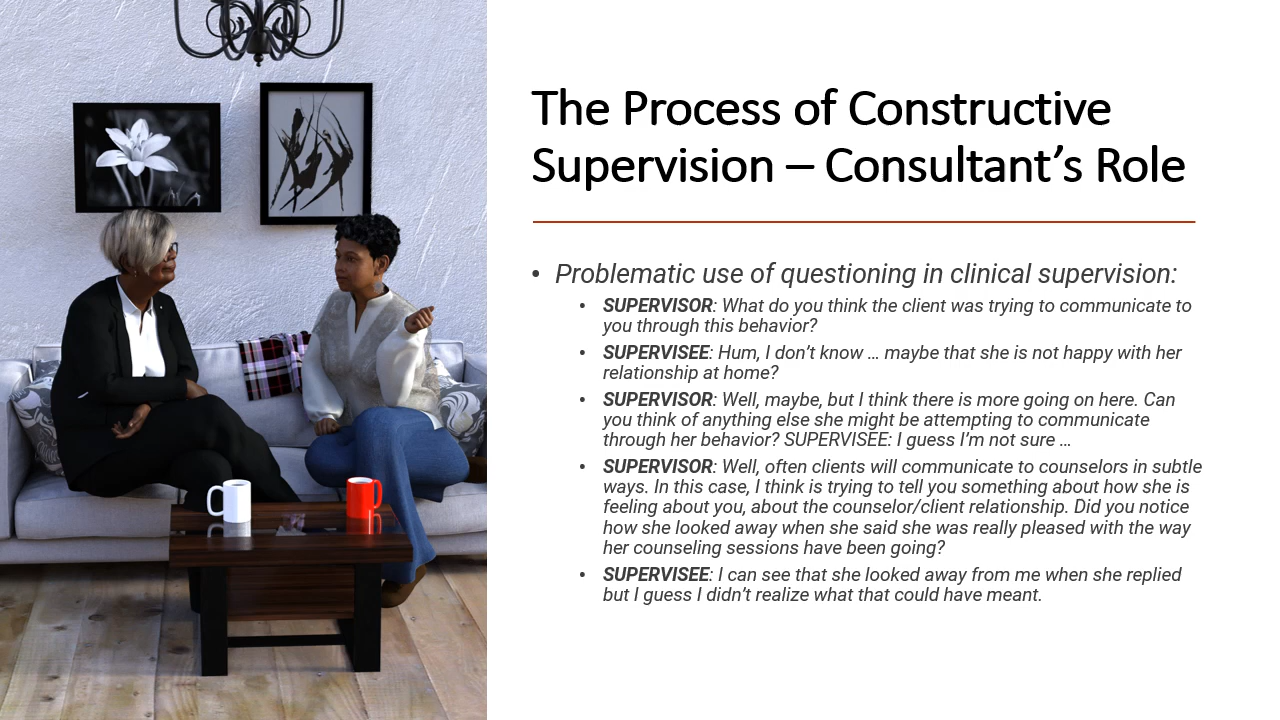 The Process of Constructive
Supervision – Consultant’s Role
• Problematic use of questioning in clinical supervision:
• SUPERVISOR: What do you think the client was trying to communicate to
you through this behavior?
• SUPERVISEE: Hum, I don’t know … maybe that she is not happy with her
relationship at home?
• SUPERVISOR: Well, maybe, but I think there is more going on here. Can
you think of anything else she might be attempting to communicate
through her behavior? SUPERVISEE: I guess I’m not sure …
• SUPERVISOR: Well, often clients will communicate to counselors in subtle
ways. In this case, I think is trying to tell you something about how she is
feeling about you, about the counselor/client relationship. Did you notice
how she looked away when she said she was really pleased with the way
her counseling sessions have been going?
• SUPERVISEE: I can see that she looked away from me when she replied
but I guess I didn’t realize what that could have meant.